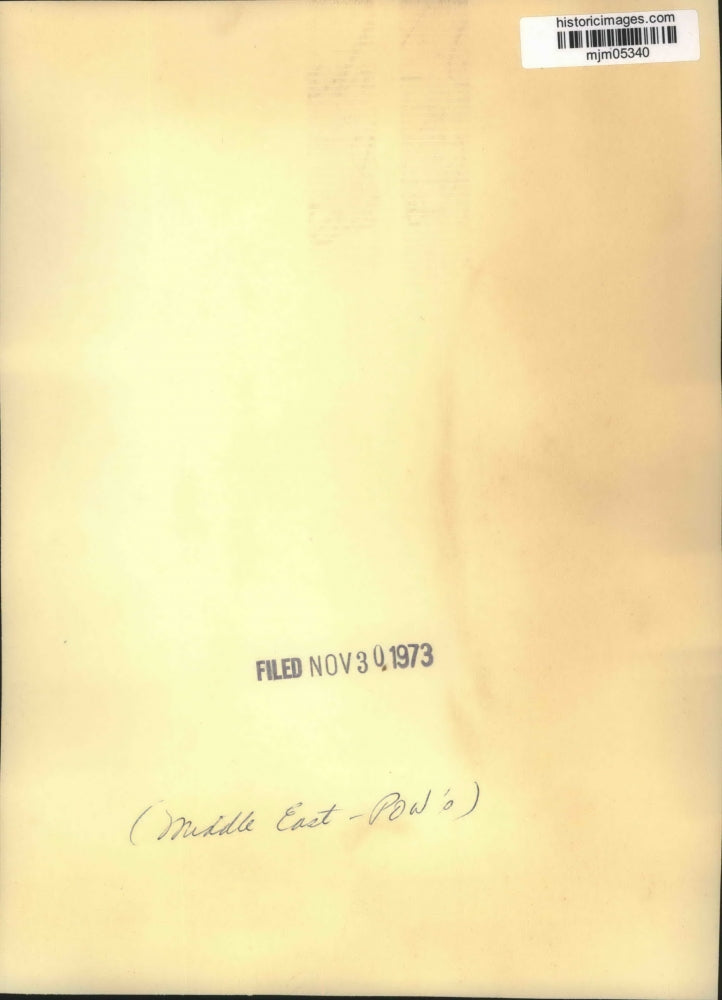 historicimages.com
mjm05340
FILED NOV 30, 1973
(Middle East - POW's)